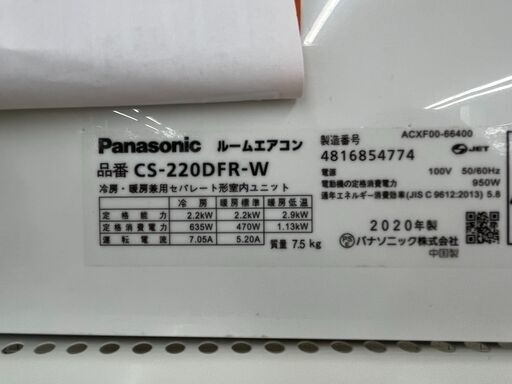 Panasonic ルームエアコン
品番 CS-220DFR-W
冷房・暖房兼用セパレート形室内ユニット
冷房 暖房標準 暖房低温
定格能力 2.2kW 2.2kW 2.9kW
定格消費電力 635W 470W 1.13kW
運転電流 7.05A 5.20A
質量 7.5 kg
ACXF00-66400
製造番号
4816854774
JET
電源 100V 50/60Hz
電動機の定格消費電力 950W
通年エネルギー消費効率(JIS C 9612:2013) 5.8
2020年製
PS
E
パナソニック株式会社
中国製